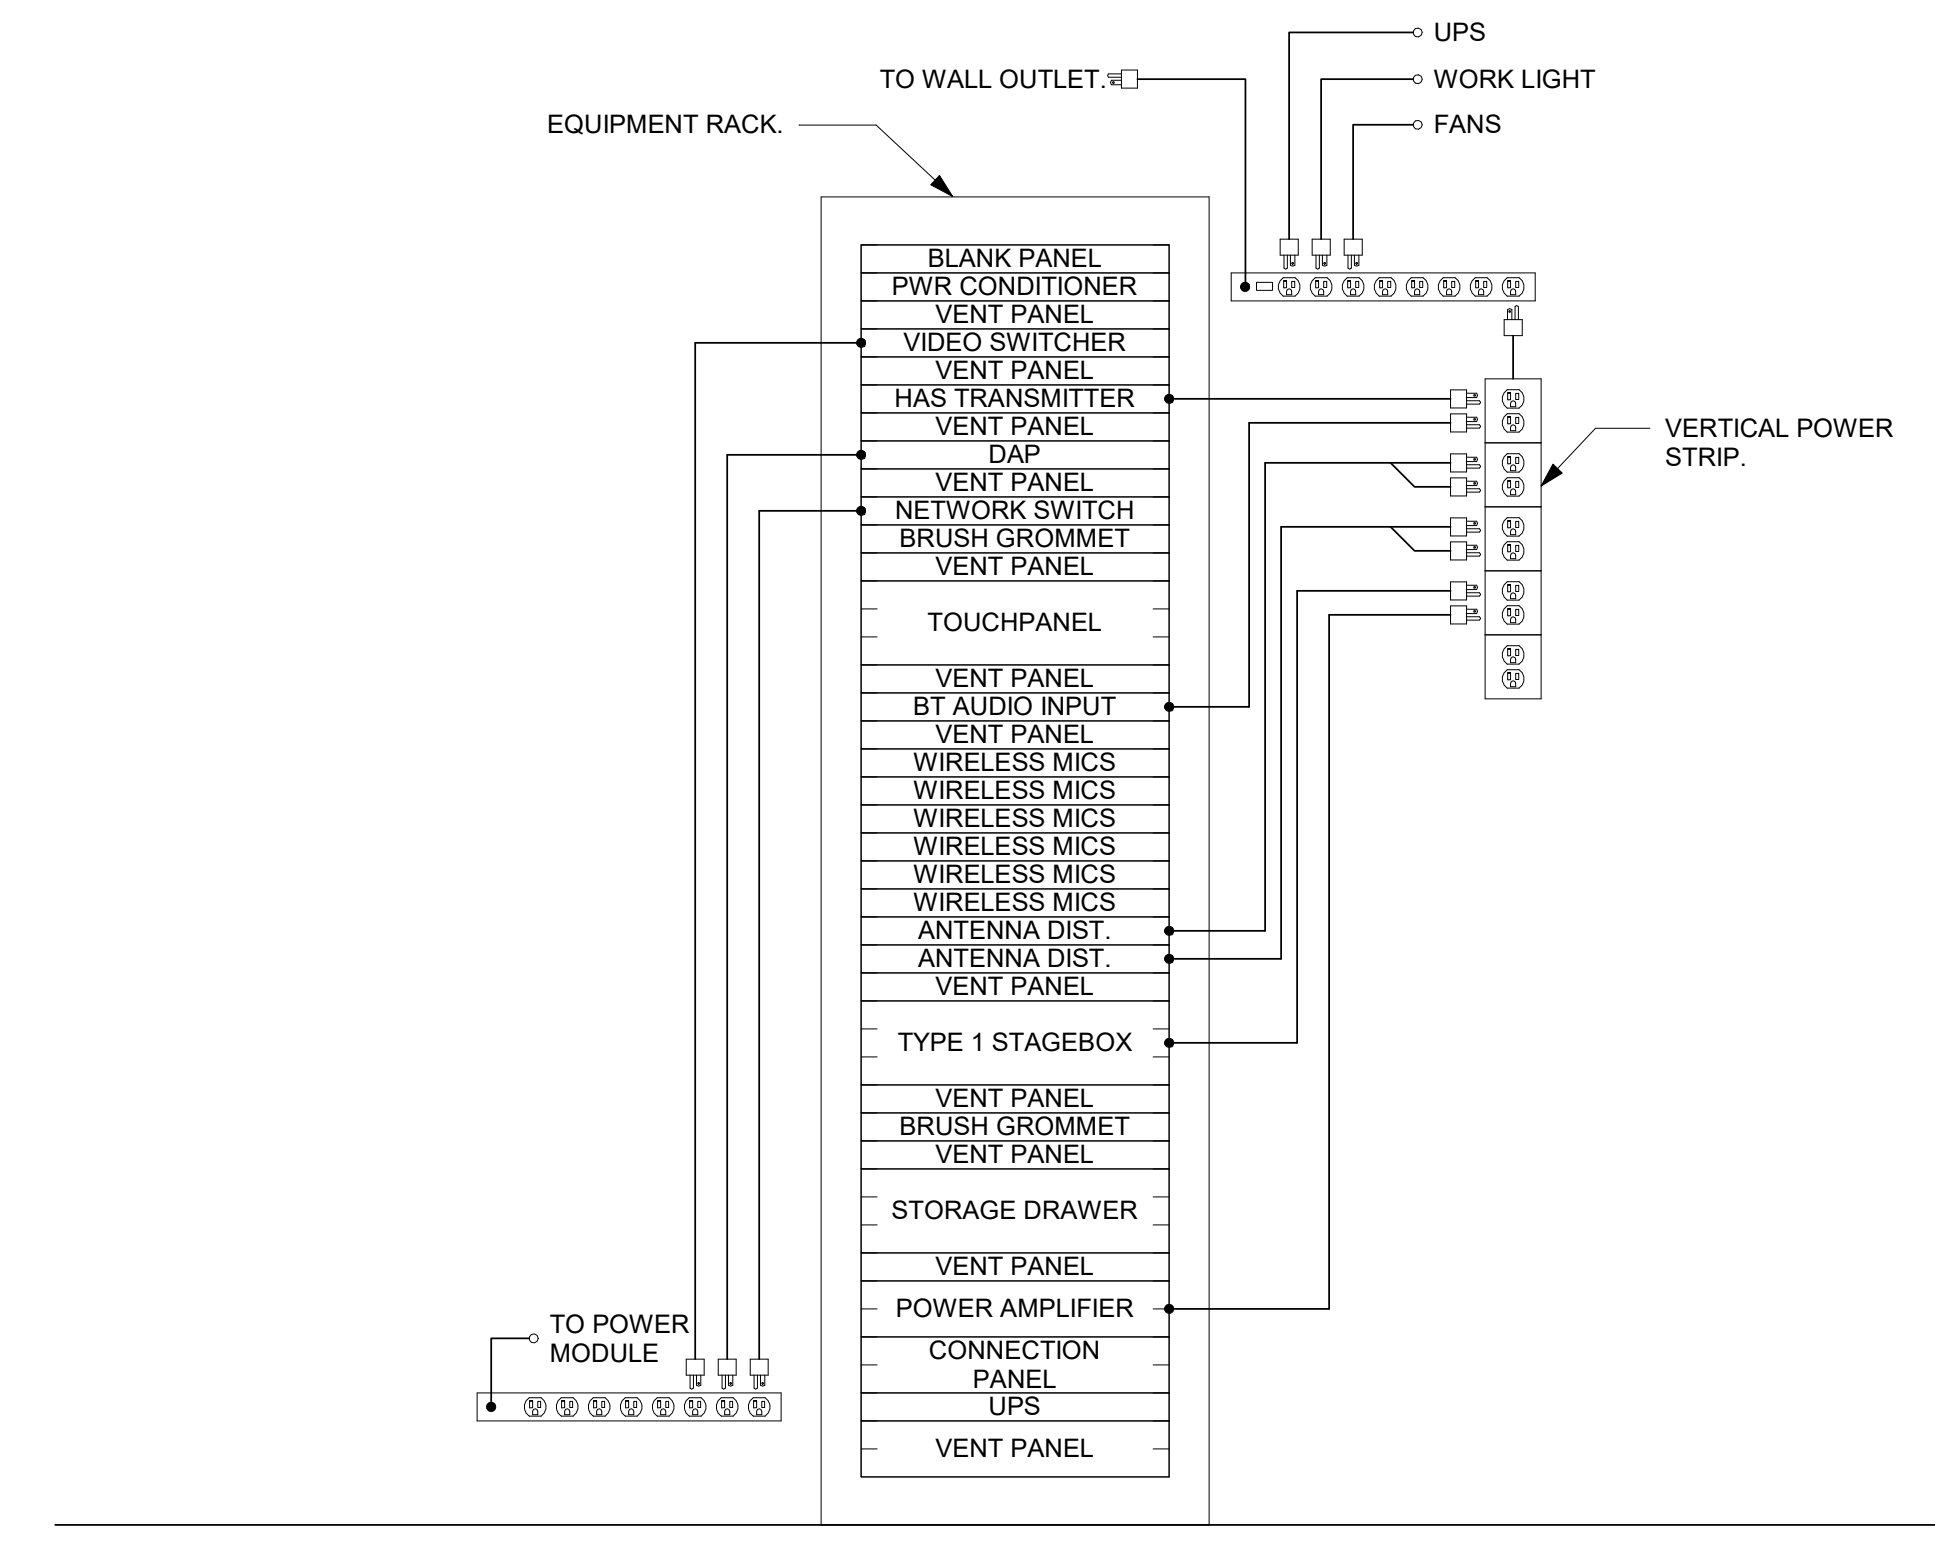 UPS
TO WALL OUTLET.
WORK LIGHT
EQUIPMENT RACK.
FANS
BLANK PANEL
PWR CONDITIONER
VENT PANEL
VIDEO SWITCHER
VENT PANEL
HAS TRANSMITTER
VENT PANEL
DAP
VENT PANEL
NETWORK SWITCH
BRUSH GROMMET
VENT PANEL
TOUCHPANEL
VENT PANEL
BT AUDIO INPUT
VENT PANEL
WIRELESS MICS
WIRELESS MICS
WIRELESS MICS
WIRELESS MICS
WIRELESS MICS
WIRELESS MICS
ANTENNA DIST.
ANTENNA DIST.
VENT PANEL
TYPE 1 STAGEBOX
VENT PANEL
BRUSH GROMMET
VENT PANEL
STORAGE DRAWER
VENT PANEL
POWER AMPLIFIER
CONNECTION
PANEL
UPS
VENT PANEL
VERTICAL POWER
STRIP.
TO POWER
MODULE